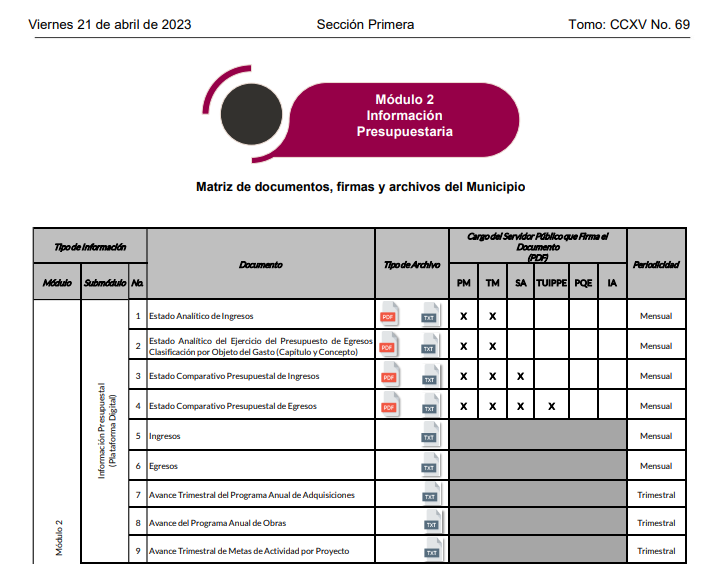 Viernes 21 de abril de 2023 Sección Primera Tomo: CCXV No. 69
Módulo 2
Información
Presupuestaria
Matriz de documentos, firmas y archivos del Municipio
Tipo de Información Documento Tipo de Archivo Cargo del Servidor Público que Firma el
Documento
(PDF) Periodicidad
Módulo Submódulo No. PM TM SA TUIPPE PQE IA
Módulo 2
Información Presupuestal
(Plataforma Digital)
1 Estado Analítico de Ingresos PDF TXT X X Mensual
2 Estado Analítico del Ejercicio del Presupuesto de Egresos
Clasificación por Objeto del Gasto (Capítulo y Concepto) PDF TXT X X Mensual
3 Estado Comparativo Presupuestal de Ingresos PDF TXT X X X Mensual
4 Estado Comparativo Presupuestal de Egresos PDF TXT X X X X Mensual
5 Ingresos TXT Mensual
6 Egresos TXT Mensual
7 Avance Trimestral del Programa Anual de Adquisiciones TXT Trimestral
8 Avance del Programa Anual de Obras TXT Trimestral
9 Avance Trimestral de Metas de Actividad por Proyecto TXT Trimestral